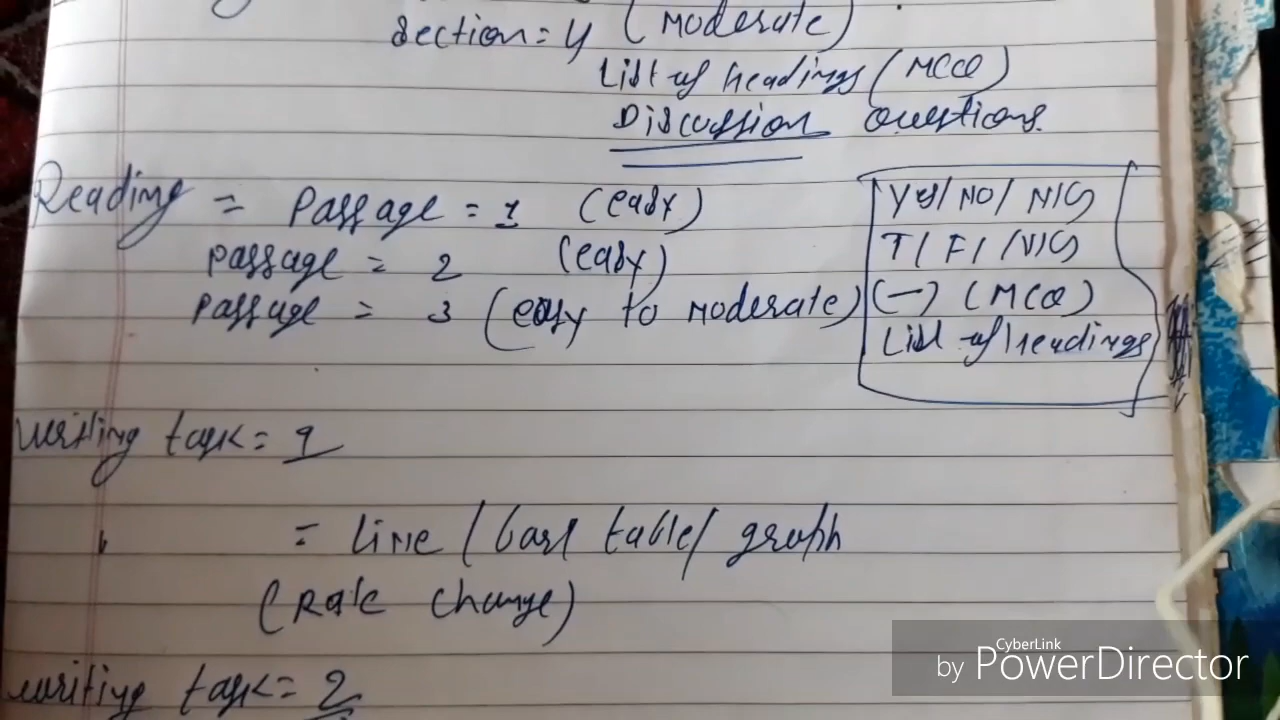 Section = 4 (Moderate)
List of headings (MCQ)
Discussion Questions.
Reading = Passage = 1 (easy)
Passage = 2 (easy)
Passage = 3 (easy to Moderate)
Yes/ NO/ N/G
T/ F/ /N/G
(—) (MCQ)
List of headings
Writing task = 1
= Line / bar/ table/ graph
(Rate change)
Writing task = 2
CyberLink
by PowerDirector